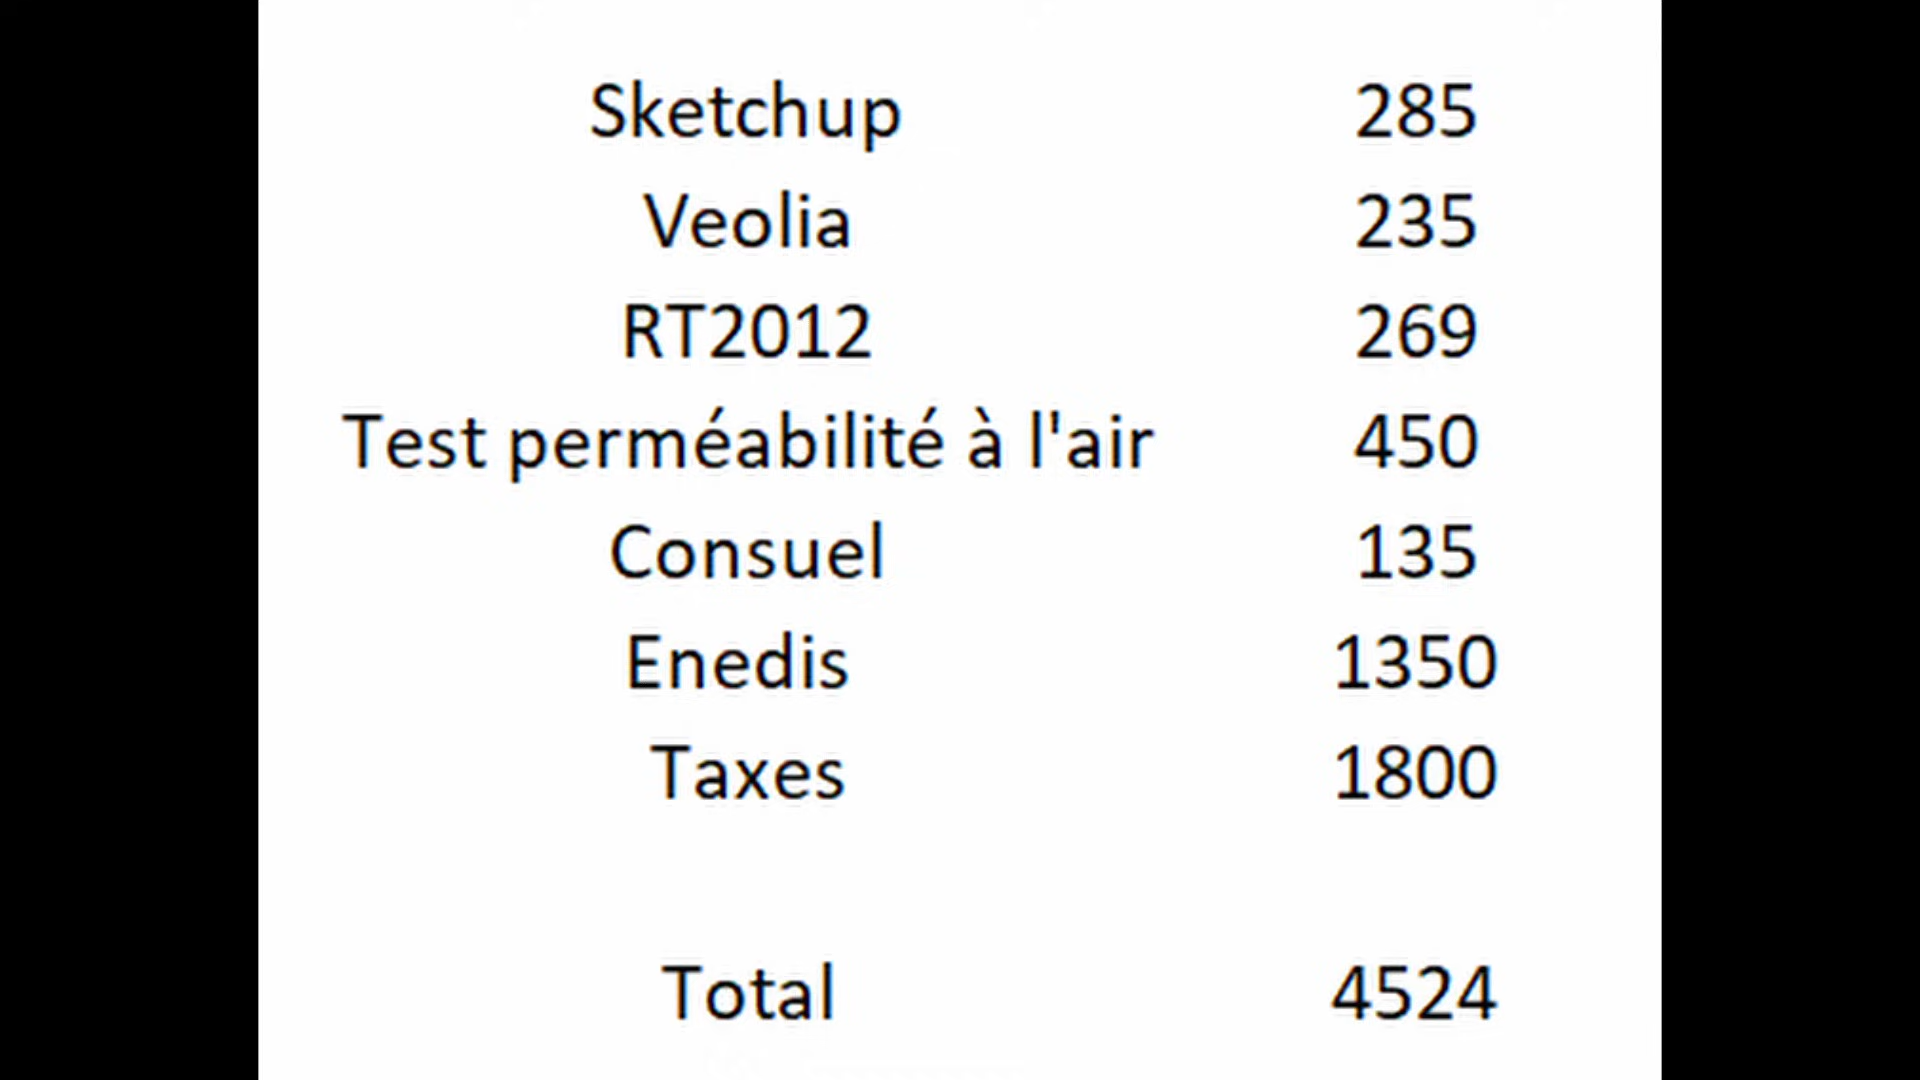 Sketchup 285
Veolia 235
RT2012 269
Test perméabilité à l'air 450
Consuel 135
Enedis 1350
Taxes 1800
Total 4524